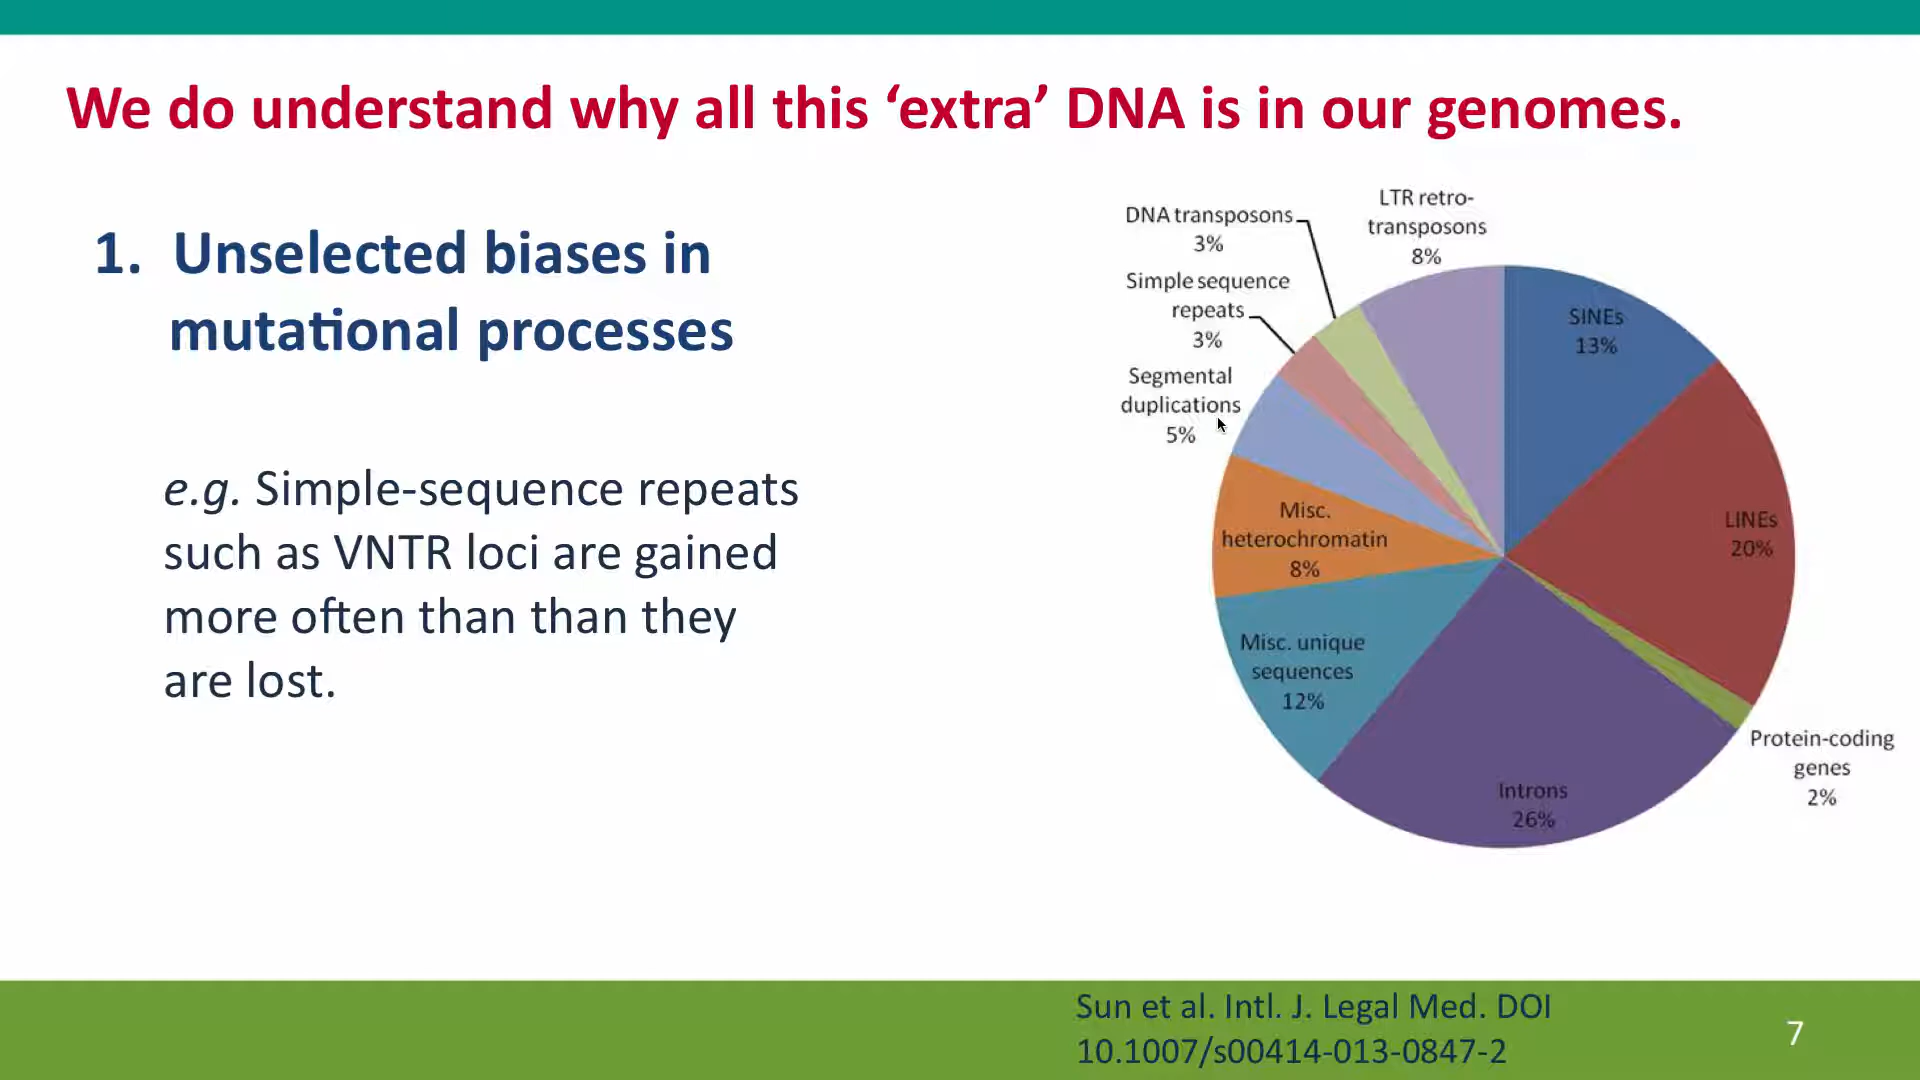 We do understand why all this ‘extra’ DNA is in our genomes.
1. Unselected biases in
mutational processes
e.g. Simple-sequence repeats
such as VNTR loci are gained
more often than than they
are lost.
DNA transposons
3%
LTR retro-
transposons
8%
Simple sequence
repeats
3%
Segmental
duplications
5%
SINEs
13%
LINEs
20%
Misc.
heterochromatin
8%
Misc. unique
sequences
12%
Introns
26%
Protein-coding
genes
2%
Sun et al. Intl. J. Legal Med. DOI
10.1007/s00414-013-0847-2
7